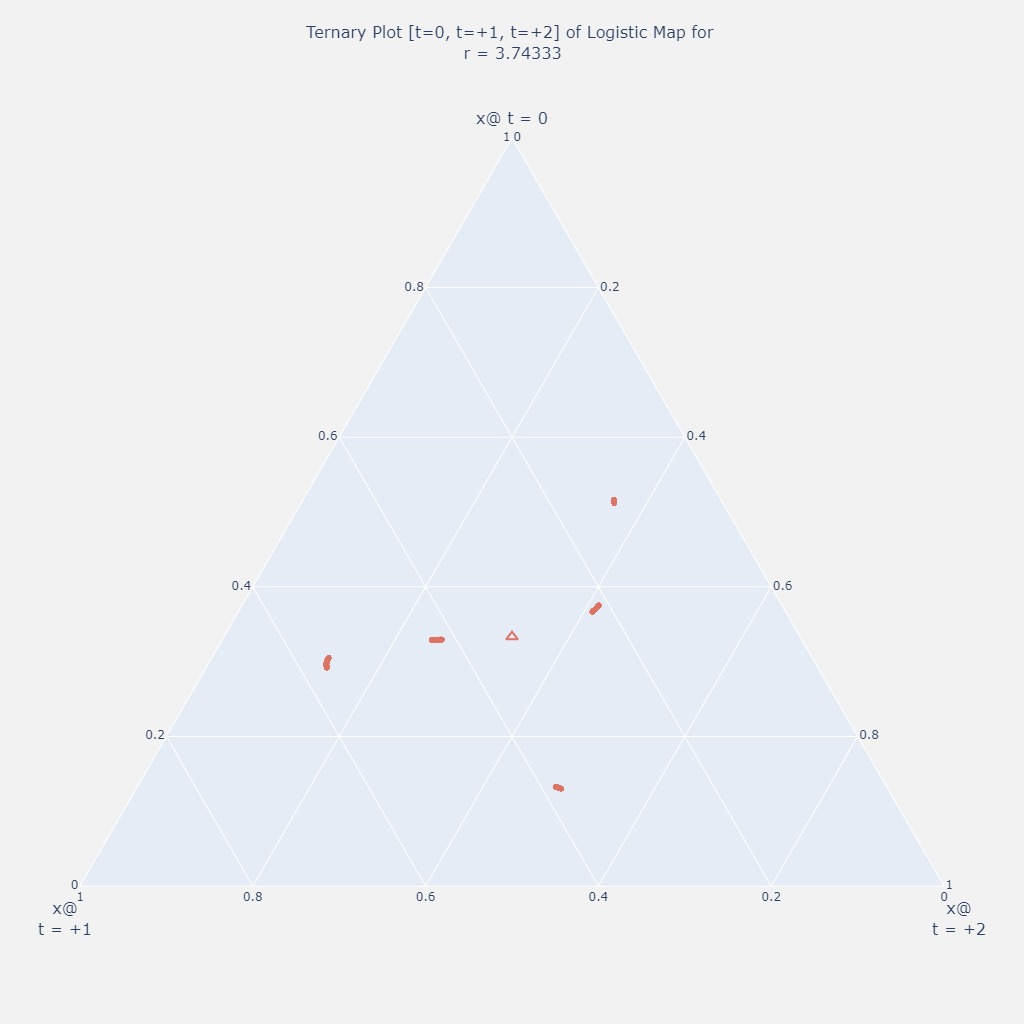 Ternary Plot [t=0, t=+1, t=+2] of Logistic Map for
r = 3.74333
x@ t = 0
1 0
0.8 0.2
0.6 0.4
0.4 0.6
0.2 0.8
0 1
1 0.8 0.6 0.4 0.2 0
x@ x@
t = +1 t = +2